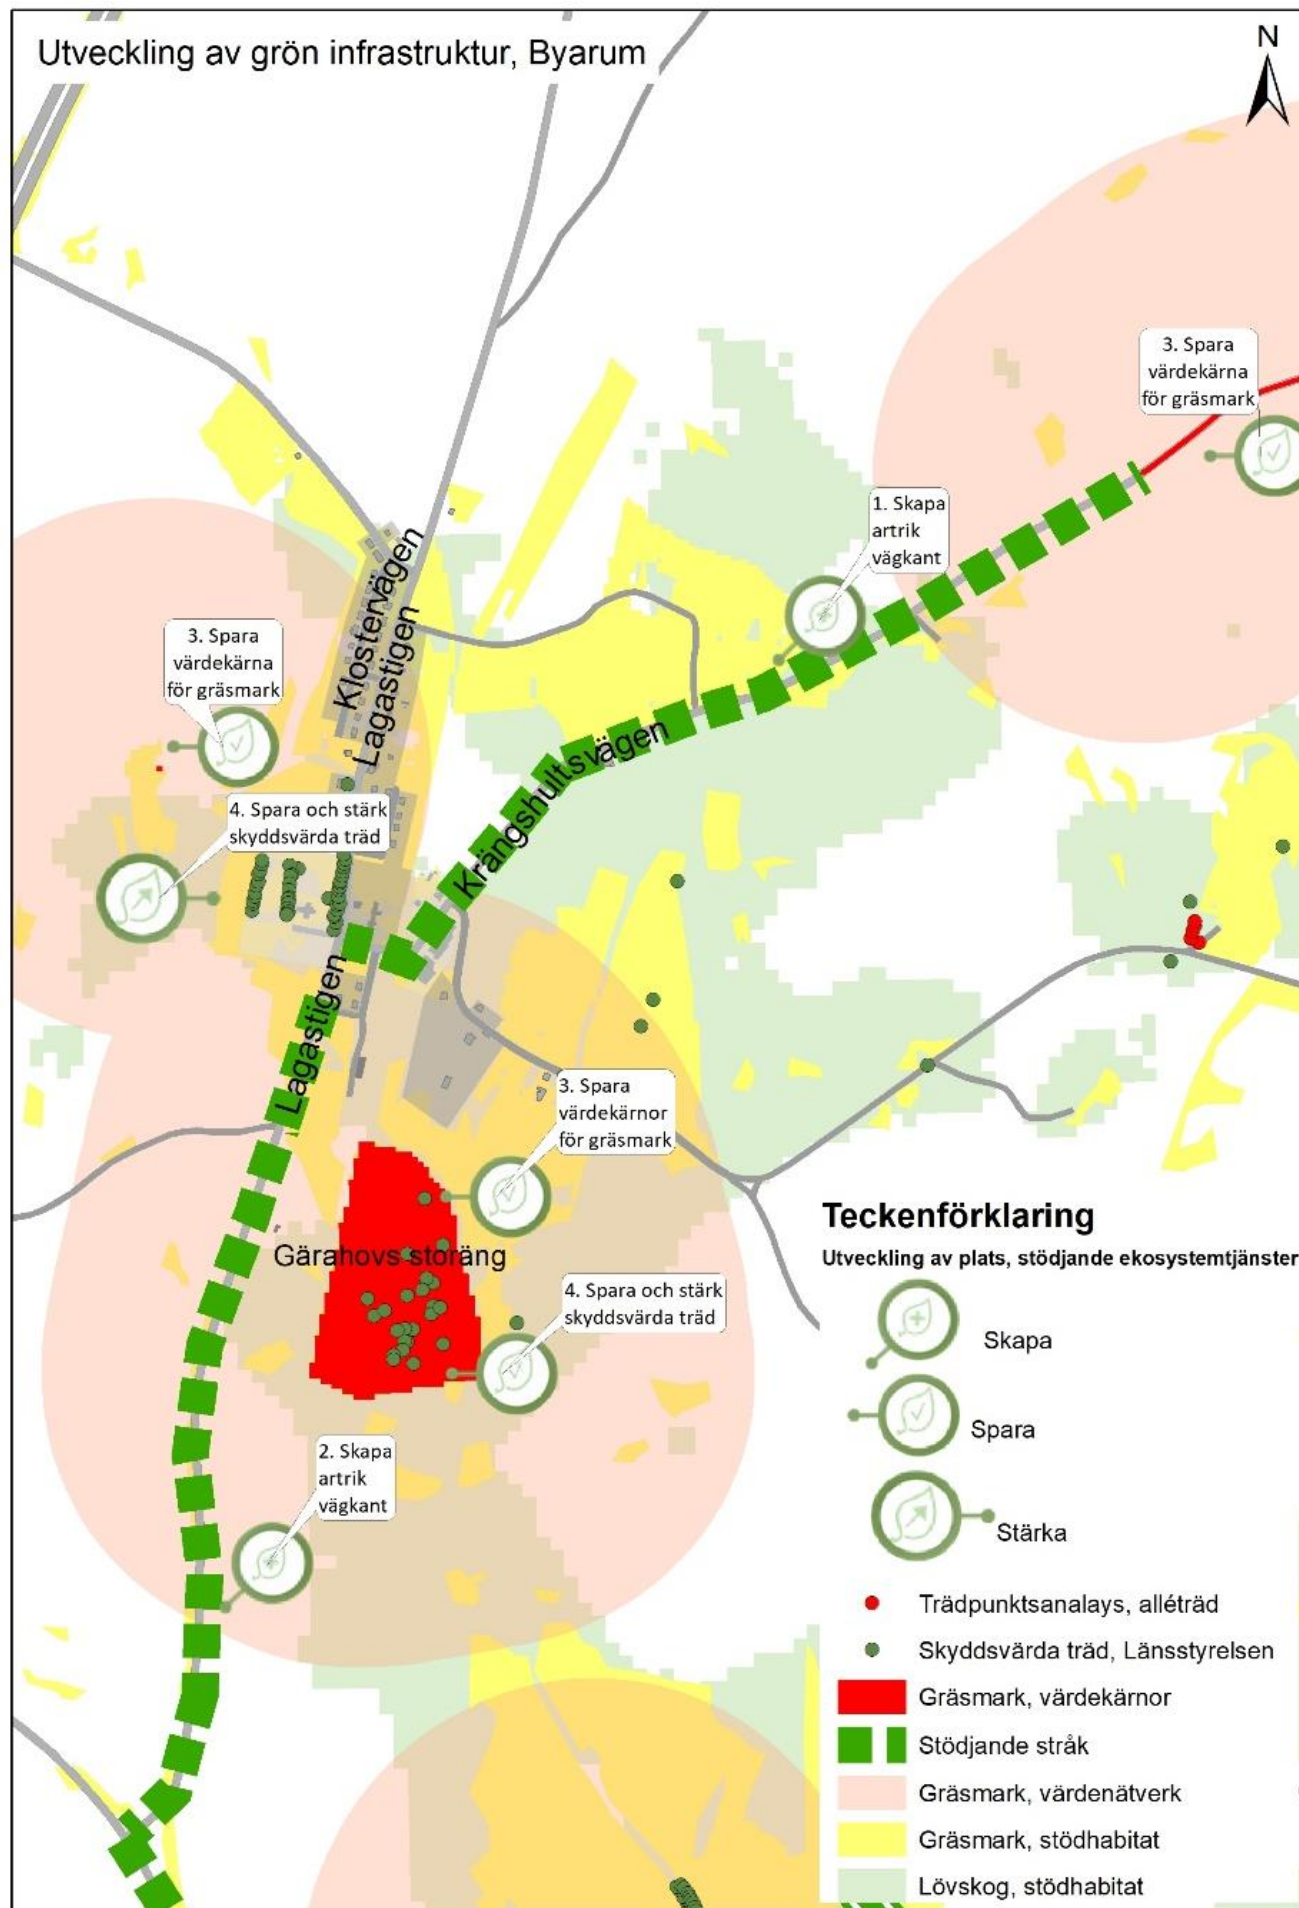 Utveckling av grön infrastruktur, Byarum
N
3. Spara
värdekärna
för gräsmark
1. Skapa
artrik
vägkant
Klostervägen
Lagastigen
3. Spara
värdekärna
för gräsmark
Krängshultsvägen
4. Spara och stärk
skyddsvärda träd
Lagastigen
3. Spara
värdekärnor
för gräsmark
Gärahovs storäng
4. Spara och stärk
skyddsvärda träd
2. Skapa
artrik
vägkant
Teckenförklaring
Utveckling av plats, stödjande ekosystemtjänster
Skapa
Spara
Stärka
Trädpunktsanalays, alléträd
Skyddsvärda träd, Länsstyrelsen
Gräsmark, värdekärnor
Stödjande stråk
Gräsmark, värdenätverk
Gräsmark, stödhabitat
Lövskog, stödhabitat